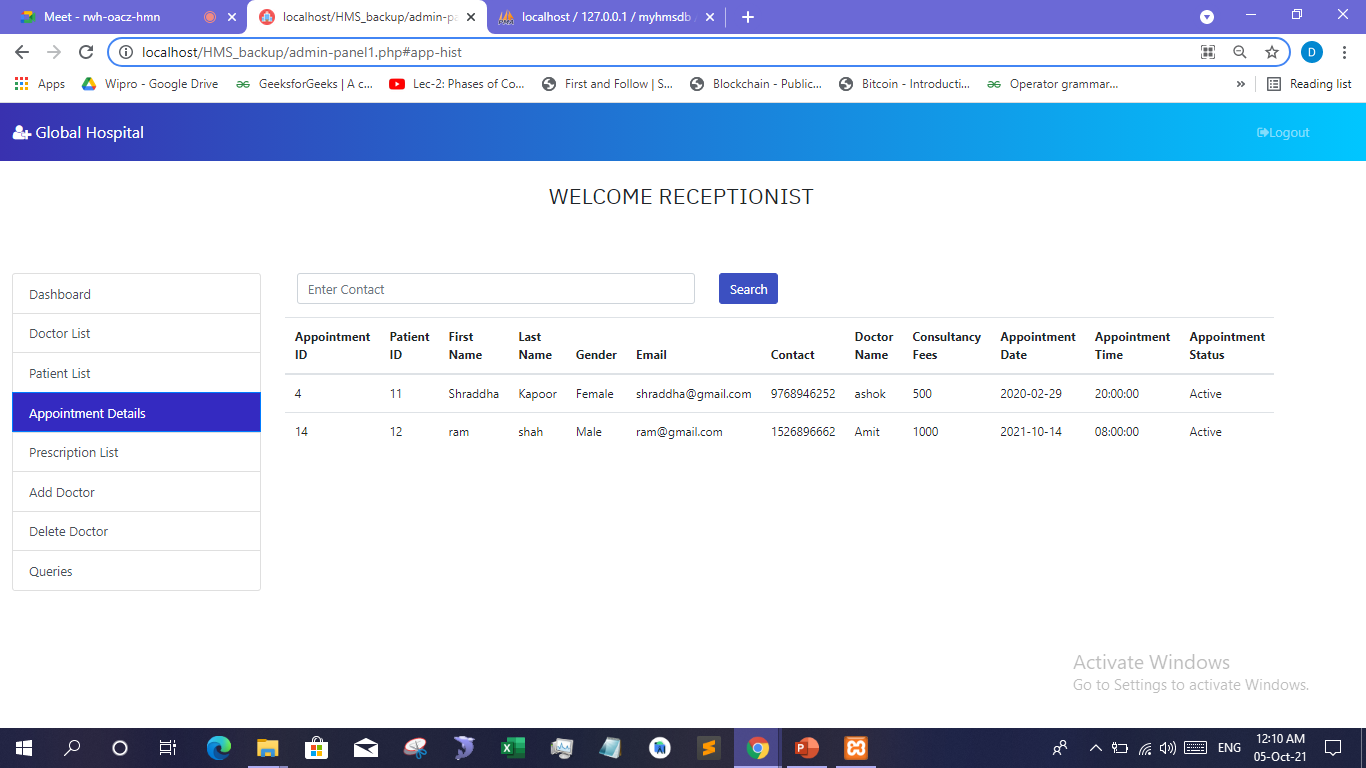 Meet - rwh-oacz-hmn
localhost/HMS_backup/admin-pa
localhost / 127.0.0.1 / myhmsdb
localhost/HMS_backup/admin-panel1.php#app-hist
D
Apps Wipro - Google Drive GeeksforGeeks | A c... Lec-2: Phases of Co... First and Follow | S... Blockchain - Public... Bitcoin - Introducti... Operator grammar... » Reading list
Global Hospital
Logout
WELCOME RECEPTIONIST
Dashboard
Doctor List
Patient List
Appointment Details
Prescription List
Add Doctor
Delete Doctor
Queries
Enter Contact
Search
Appointment ID Patient ID First Name Last Name Gender Email Contact Doctor Name Consultancy Fees Appointment Date Appointment Time Appointment Status
4 11 Shraddha Kapoor Female shraddha@gmail.com 9768946252 ashok 500 2020-02-29 20:00:00 Active
14 12 ram shah Male ram@gmail.com 1526896662 Amit 1000 2021-10-14 08:00:00 Active
Activate Windows
Go to Settings to activate Windows.
ENG
12:10 AM
05-Oct-21